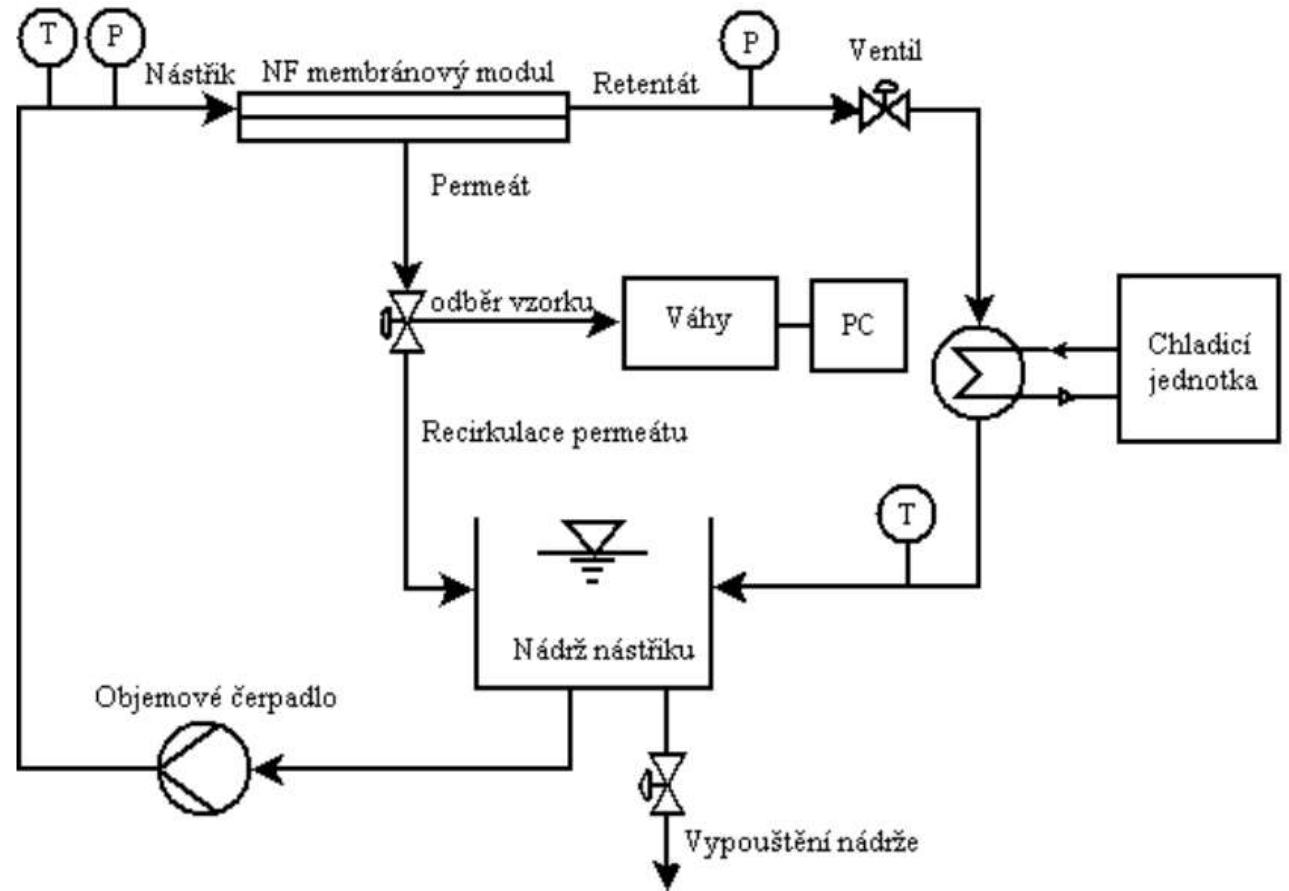 T
P
Nástřik
NF membránový modul
Retentát
P
Ventil
Permeát
odběr vzorku
Váhy
PC
Chladicí
jednotka
Recirkulace permeátu
T
Nádrž nástřiku
Objemové čerpadlo
Vypouštění nádrže